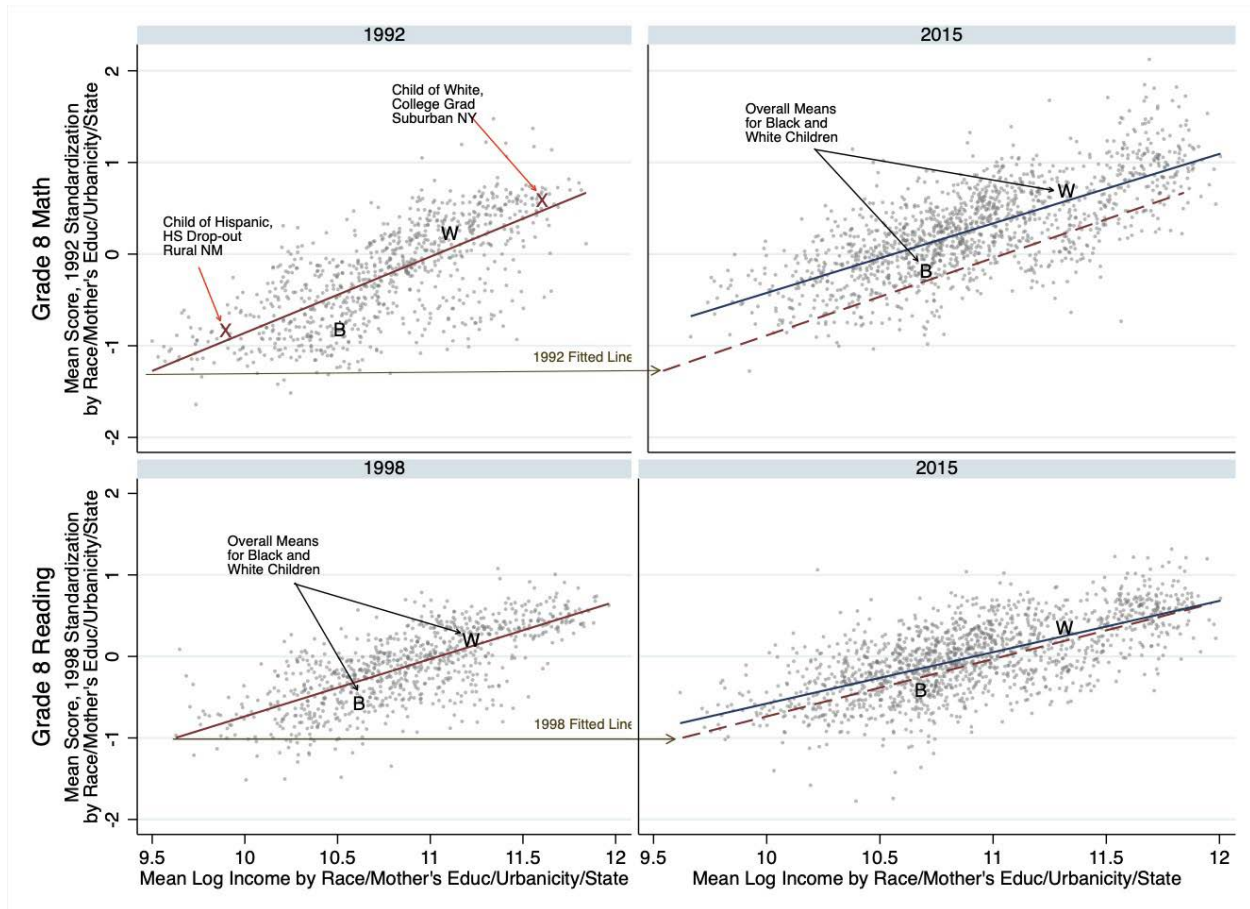 1992
2015
Grade 8 Math
Mean Score, 1992 Standardization
by Race/Mother's Educ/Urbanicity/State
2
1
0
-1
-2
Child of White,
College Grad
Suburban NY
Child of Hispanic,
HS Drop-out
Rural NM
X
X
W
B
1992 Fitted Line
Overall Means
for Black and
White Children
W
B
1998
2015
Grade 8 Reading
Mean Score, 1998 Standardization
by Race/Mother's Educ/Urbanicity/State
2
1
0
-1
-2
Overall Means
for Black and
White Children
W
B
1998 Fitted Line
W
B
9.5 10 10.5 11 11.5 12
9.5 10 10.5 11 11.5 12
Mean Log Income by Race/Mother's Educ/Urbanicity/State
Mean Log Income by Race/Mother's Educ/Urbanicity/State